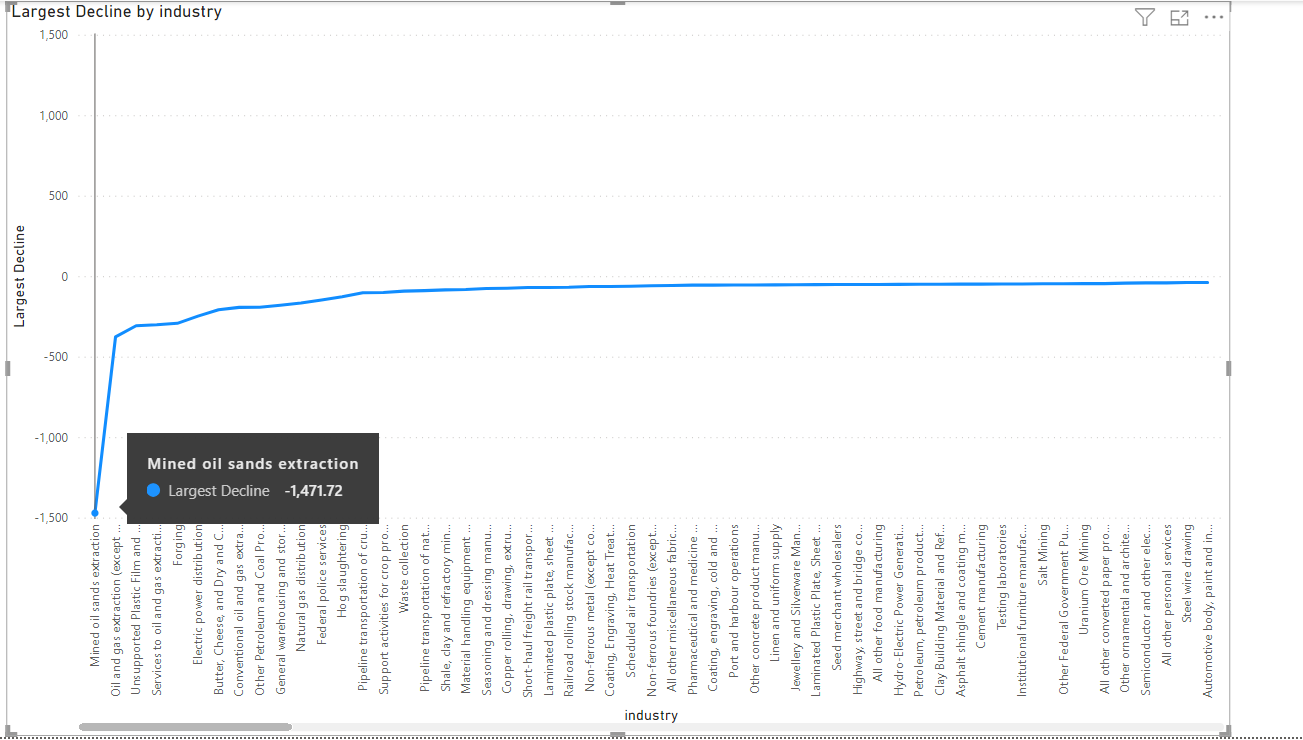 Largest Decline by industry
1,500
1,000
500
0
-500
-1,000
-1,500
Largest Decline
Mined oil sands extraction
Largest Decline -1,471.72
Mined oil sands extraction
Oil and gas extraction (except ...
Unsupported Plastic Film and ...
Services to oil and gas extracti...
Forging
Electric power distribution
Butter, Cheese, and Dry and C...
Conventional oil and gas extra...
Other Petroleum and Coal Pro...
General warehousing and stor...
Natural gas distribution
Federal police services
Hog slaughtering
Pipeline transportation of cru...
Support activities for crop pro...
Waste collection
Pipeline transportation of nat...
Shale, clay and refractory min...
Material handling equipment ...
Seasoning and dressing manu...
Copper rolling, drawing, extru...
Short-haul freight rail transpor...
Laminated plastic plate, sheet ...
Railroad rolling stock manufac...
Non-ferrous metal (except co...
Coating, Engraving, Heat Treat...
Scheduled air transportation
Non-ferrous foundries (except...
All other miscellaneous fabric...
Pharmaceutical and medicine ...
Coating, engraving, cold and ...
Port and harbour operations
Other concrete product manu...
Linen and uniform supply
Jewellery and Silverware Man...
Laminated Plastic Plate, Sheet ...
Seed merchant wholesalers
Highway, street and bridge co...
All other food manufacturing
Hydro-Electric Power Generati...
Petroleum, petroleum product...
Clay Building Material and Ref...
Asphalt shingle and coating m...
Cement manufacturing
Testing laboratories
Institutional furniture manufac...
Salt Mining
Other Federal Government Pu...
Uranium Ore Mining
All other converted paper pro...
Other ornamental and archite...
Semiconductor and other elec...
All other personal services
Steel wire drawing
Automotive body, paint and in...
industry